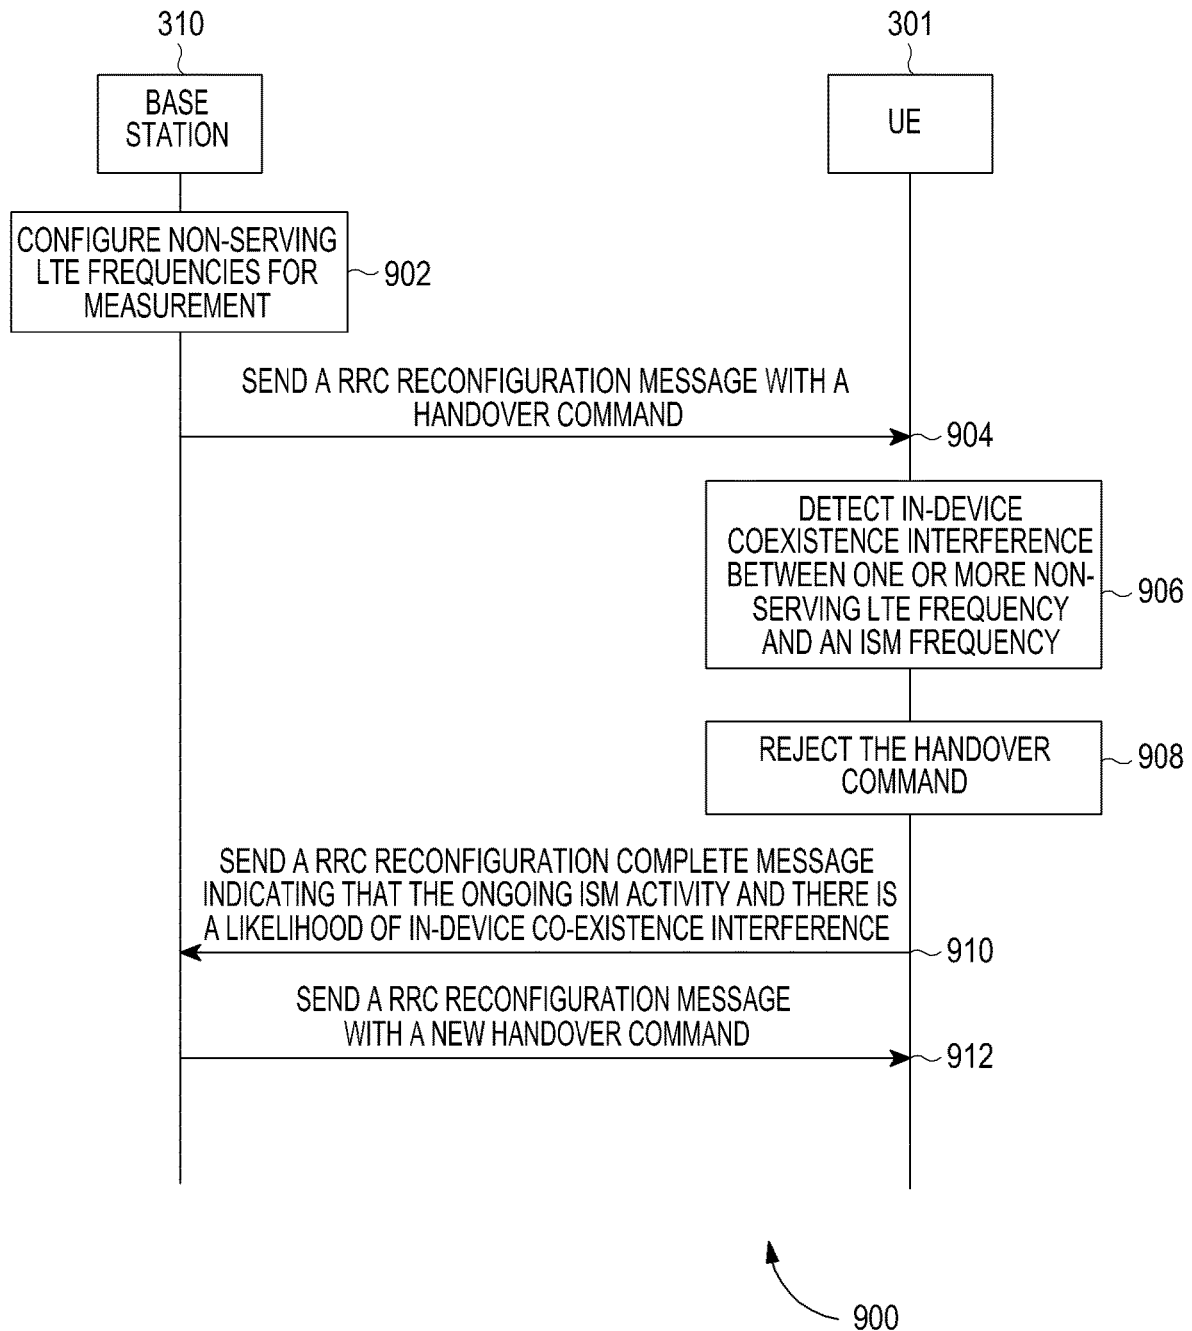 310
301
BASE
STATION
UE
CONFIGURE NON-SERVING
LTE FREQUENCIES FOR
MEASUREMENT
902
SEND A RRC RECONFIGURATION MESSAGE WITH A
HANDOVER COMMAND
904
DETECT IN-DEVICE
COEXISTENCE INTERFERENCE
BETWEEN ONE OR MORE NON-
SERVING LTE FREQUENCY
AND AN ISM FREQUENCY
906
REJECT THE HANDOVER
COMMAND
908
SEND A RRC RECONFIGURATION COMPLETE MESSAGE
INDICATING THAT THE ONGOING ISM ACTIVITY AND THERE IS
A LIKELIHOOD OF IN-DEVICE CO-EXISTENCE INTERFERENCE
910
SEND A RRC RECONFIGURATION MESSAGE
WITH A NEW HANDOVER COMMAND
912
900